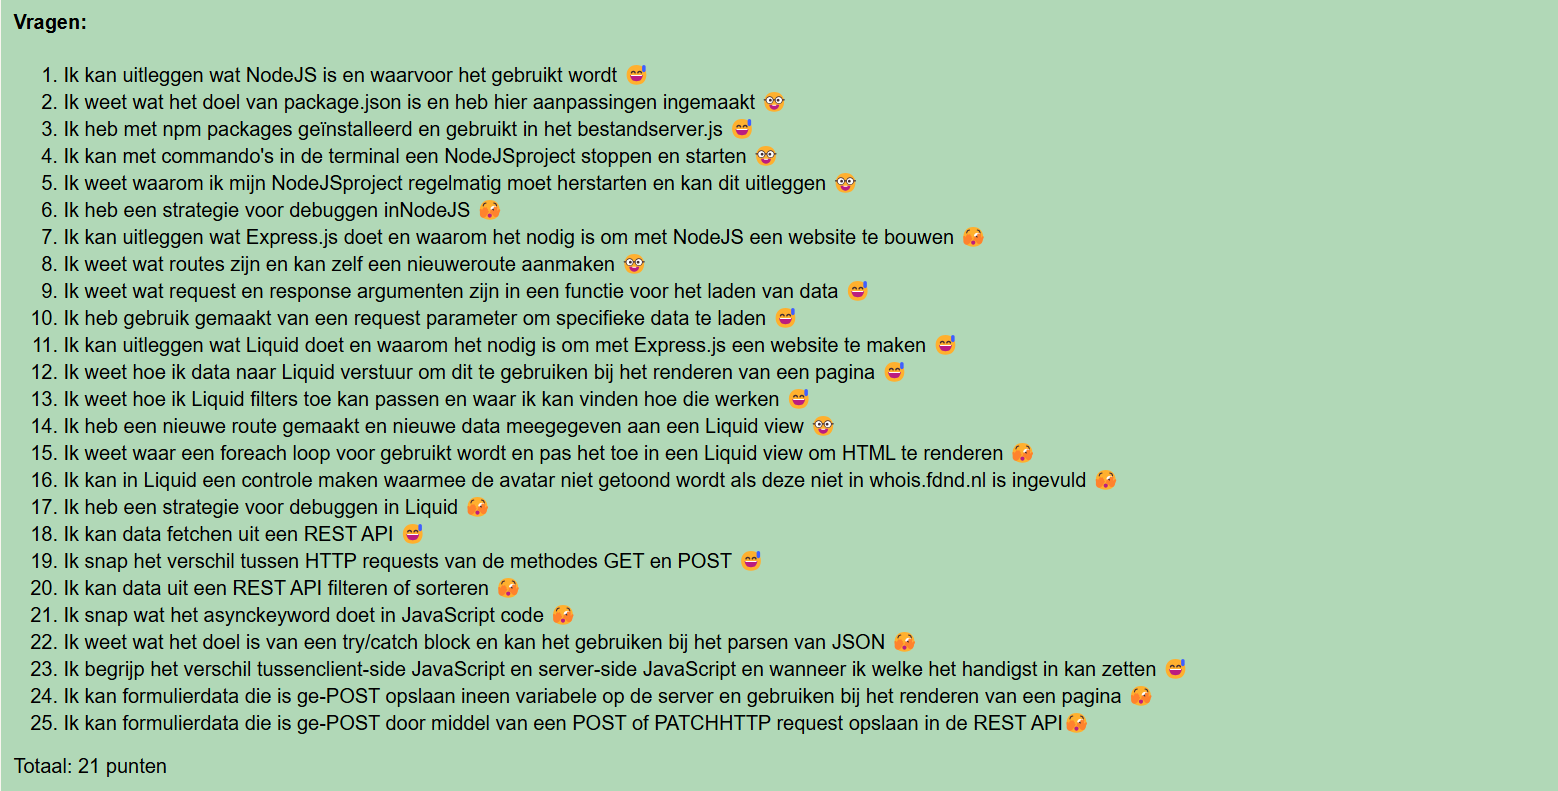 Vragen:
1. Ik kan uitleggen wat NodeJS is en waarvoor het gebruikt wordt 😅
2. Ik weet wat het doel van package.json is en heb hier aanpassingen ingemaakt 🤓
3. Ik heb met npm packages geïnstalleerd en gebruikt in het bestandserver.js 😅
4. Ik kan met commando's in de terminal een NodeJSproject stoppen en starten 🤓
5. Ik weet waarom ik mijn NodeJSproject regelmatig moet herstarten en kan dit uitleggen 🤓
6. Ik heb een strategie voor debuggen inNodeJS 🫣
7. Ik kan uitleggen wat Express.js doet en waarom het nodig is om met NodeJS een website te bouwen 🫣
8. Ik weet wat routes zijn en kan zelf een nieuweroute aanmaken 🤓
9. Ik weet wat request en response argumenten zijn in een functie voor het laden van data 😅
10. Ik heb gebruik gemaakt van een request parameter om specifieke data te laden 😅
11. Ik kan uitleggen wat Liquid doet en waarom het nodig is om met Express.js een website te maken 😅
12. Ik weet hoe ik data naar Liquid verstuur om dit te gebruiken bij het renderen van een pagina 😅
13. Ik weet hoe ik Liquid filters toe kan passen en waar ik kan vinden hoe die werken 😅
14. Ik heb een nieuwe route gemaakt en nieuwe data meegegeven aan een Liquid view 🤓
15. Ik weet waar een foreach loop voor gebruikt wordt en pas het toe in een Liquid view om HTML te renderen 🫣
16. Ik kan in Liquid een controle maken waarmee de avatar niet getoond wordt als deze niet in whois.fdnd.nl is ingevuld 🫣
17. Ik heb een strategie voor debuggen in Liquid 🫣
18. Ik kan data fetchen uit een REST API 😅
19. Ik snap het verschil tussen HTTP requests van de methodes GET en POST 😅
20. Ik kan data uit een REST API filteren of sorteren 🫣
21. Ik snap wat het asynckeyword doet in JavaScript code 🫣
22. Ik weet wat het doel is van een try/catch block en kan het gebruiken bij het parsen van JSON 🫣
23. Ik begrijp het verschil tussenclient-side JavaScript en server-side JavaScript en wanneer ik welke het handigst in kan zetten 😅
24. Ik kan formulierdata die is ge-POST opslaan ineen variabele op de server en gebruiken bij het renderen van een pagina 🫣
25. Ik kan formulierdata die is ge-POST door middel van een POST of PATCHHTTP request opslaan in de REST API🫣
Totaal: 21 punten